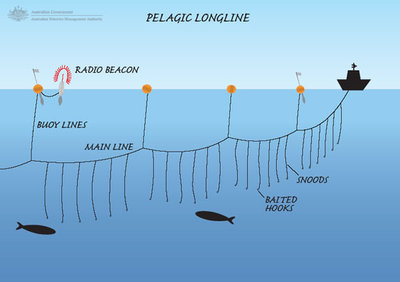 Australian Government
Australian Fisheries Management Authority
PELAGIC LONGLINE
RADIO BEACON
BUOY LINES
MAIN LINE
SNOODS
BAITED
HOOKS